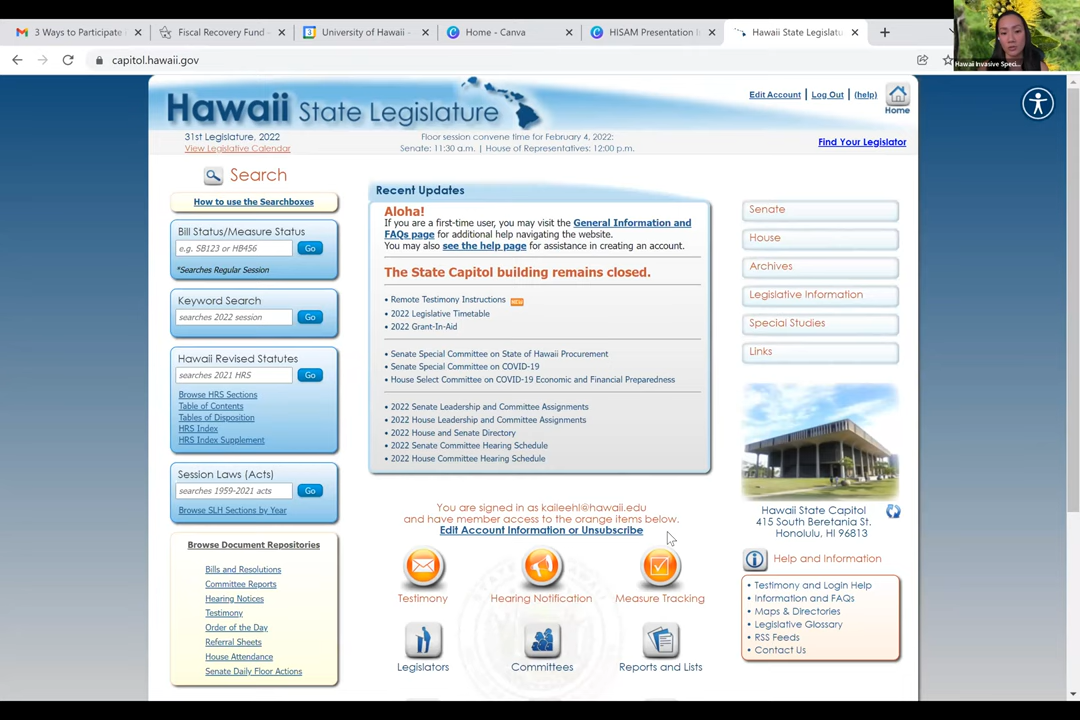 3 Ways to Participate
Fiscal Recovery Fund
University of Hawaii -
Home - Canva
HISAM Presentation
Hawaii State Legislatu
capitol.hawaii.gov
Hawaii Invasive Speci...
Hawaii State Legislature
Edit Account | Log Out | (help)
Home
31st Legislature, 2022
View Legislative Calendar
Floor session convene time for February 4, 2022:
Senate: 11:30 a.m. | House of Representatives: 12:00 p.m.
Find Your Legislator
Search
How to use the Searchboxes
Bill Status/Measure Status
e.g. SB123 or HB456
Go
*Searches Regular Session
Keyword Search
searches 2022 session
Go
Hawaii Revised Statutes
searches 2021 HRS
Go
Browse HRS Sections
Table of Contents
Tables of Disposition
HRS Index
HRS Index Supplement
Session Laws (Acts)
searches 1959-2021 acts
Go
Browse SLH Sections by Year
Browse Document Repositories
Bills and Resolutions
Committee Reports
Hearing Notices
Testimony
Order of the Day
Referral Sheets
House Attendance
Senate Daily Floor Actions
Recent Updates
Aloha!
If you are a first-time user, you may visit the General Information and
FAQs page for additional help navigating the website.
You may also see the help page for assistance in creating an account.
The State Capitol building remains closed.
• Remote Testimony Instructions NEW
• 2022 Legislative Timetable
• 2022 Grant-In-Aid
• Senate Special Committee on State of Hawaii Procurement
• Senate Special Committee on COVID-19
• House Select Committee on COVID-19 Economic and Financial Preparedness
• 2022 Senate Leadership and Committee Assignments
• 2022 House Leadership and Committee Assignments
• 2022 House and Senate Directory
• 2022 Senate Committee Hearing Schedule
• 2022 House Committee Hearing Schedule
You are signed in as kaileehl@hawaii.edu
and have member access to the orange items below.
Edit Account Information or Unsubscribe
Testimony
Hearing Notification
Measure Tracking
Legislators
Committees
Reports and Lists
Senate
House
Archives
Legislative Information
Special Studies
Links
Hawaii State Capitol
415 South Beretania St.
Honolulu, HI 96813
Help and Information
• Testimony and Login Help
• Information and FAQs
• Maps & Directories
• Legislative Glossary
• RSS Feeds
• Contact Us